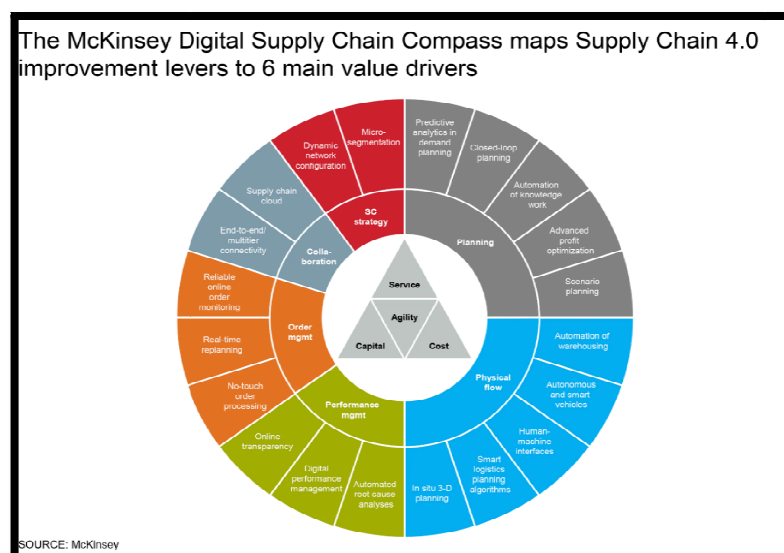 The McKinsey Digital Supply Chain Compass maps Supply Chain 4.0
improvement levers to 6 main value drivers
Micro-
segmentation
Dynamic
network
configuration
SC
strategy
Predictive
analytics in
demand
planning
Closed-loop
planning
Automation
of knowledge
work
Advanced
profit
optimization
Scenario
planning
Planning
Supply chain
cloud
End-to-end/
multitier
connectivity
Colla-
boration
Service
Agility
Capital
Cost
Reliable
online
order
monitoring
Real-time
replanning
No-touch
order
processing
Order
mgmt
Automation of
warehousing
Autonomous
and smart
vehicles
Human-
machine
interfaces
Smart
logistics
planning
algorithms
In situ 3-D
planning
Physical
flow
Performance
mgmt
Online
transparency
Digital
performance
management
Automated
root cause
analyses
SOURCE: McKinsey